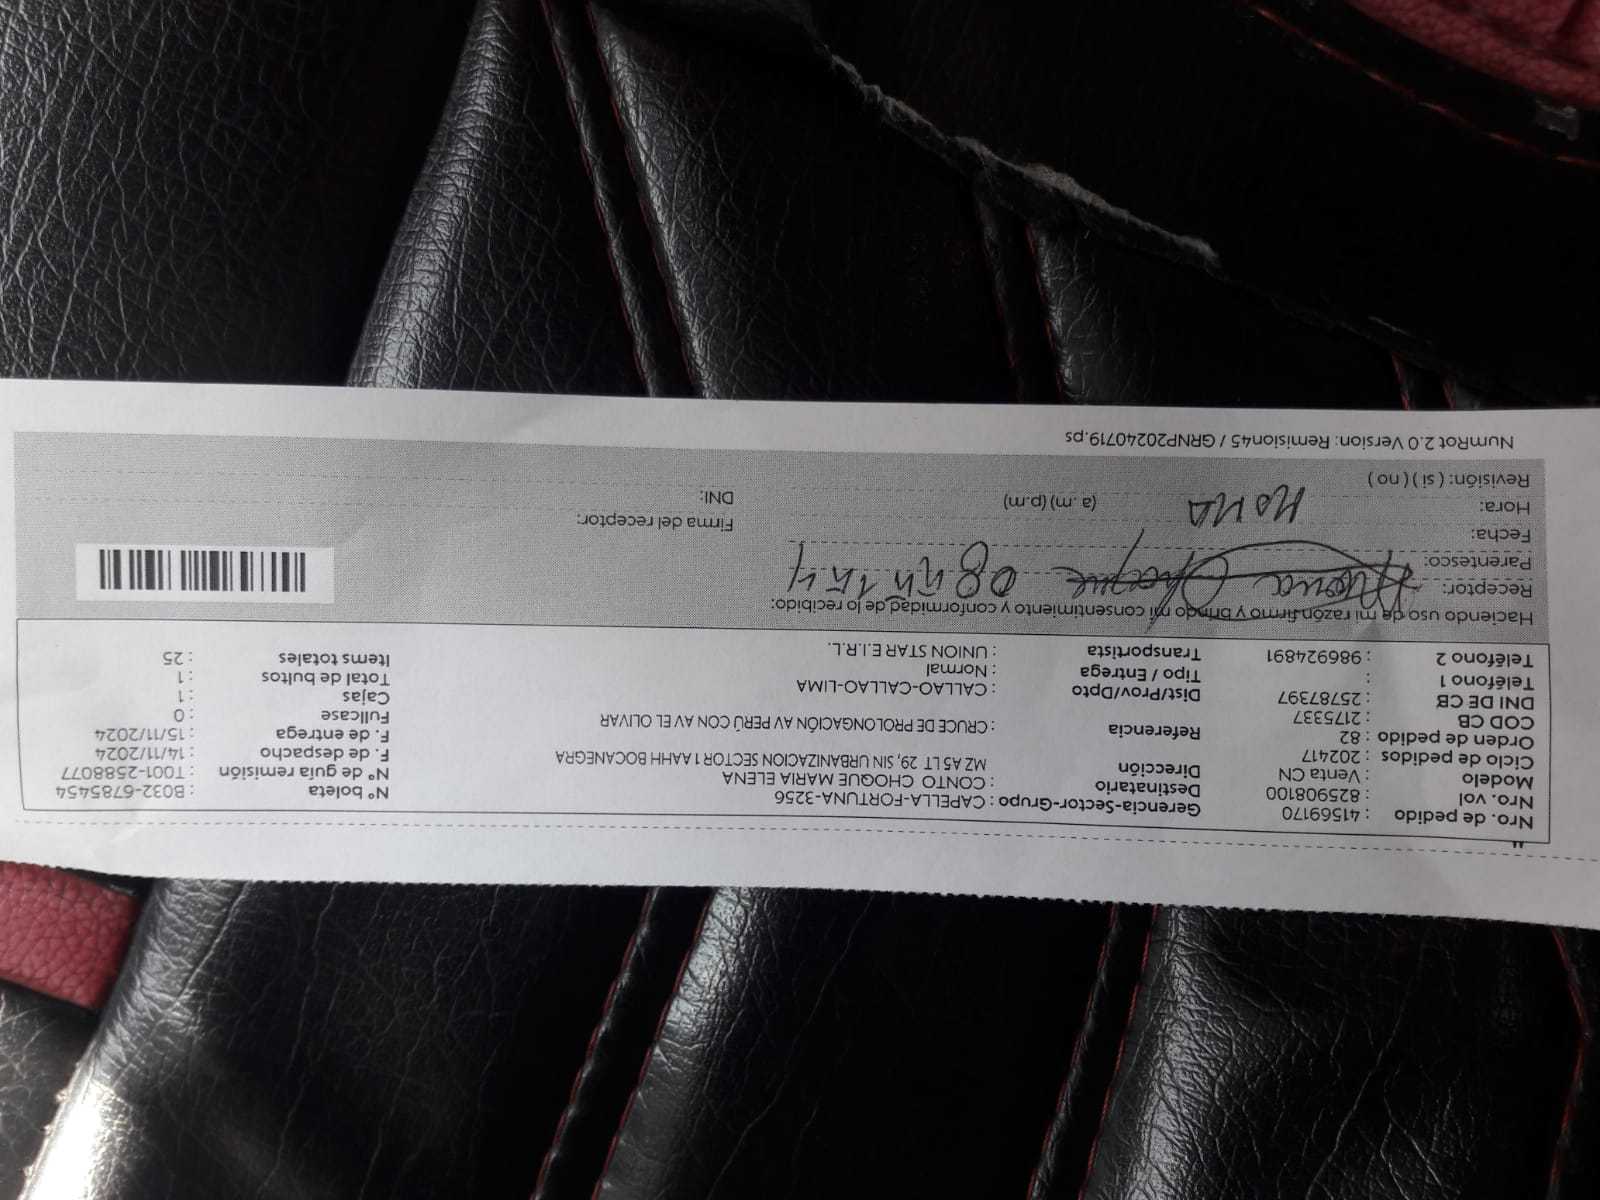 Nro. de pedido : 41569170 Gerencia-Sector-Grupo : CAPELLA-FORTUNA-3256 N° boleta : B032-6785454
Nro. vol : 825908100 Destinatario : CONTO CHOQUE MARIA ELENA N° de guía remisión : T001-2588077
Modelo : Venta CN Dirección MZ A5 LT 29, SIN URBANIZACION SECTOR 1 AAHH BOCANEGRA F. de despacho : 14/11/2024
Ciclo de pedidos : 202417 F. de entrega : 15/11/2024
Orden de pedido : 82 Referencia : CRUCE DE PROLONGACIÓN AV PERÚ CON AV EL OLIVAR Fullcase : 0
COD CB : 2175337 Dist/Prov/Dpto : CALLAO-CALLAO-LIMA Cajas : 1
DNI DE CB : 25787397 Tipo / Entrega : Normal Total de bultos : 1
Teléfono 1 : Transportista : UNION STAR E.I.R.L. Items totales : 25
Teléfono 2 : 986924891
Haciendo uso de mi razón firmo y brindo mi consentimiento y conformidad de lo recibido:
Receptor:
Parentesco:
Fecha: Firma del receptor:
Hora: (a.m) (p.m) DNI:
Revisión: ( si ) ( no )
NumRot 2.0 Version: Remision45 / GRNP20240719.ps